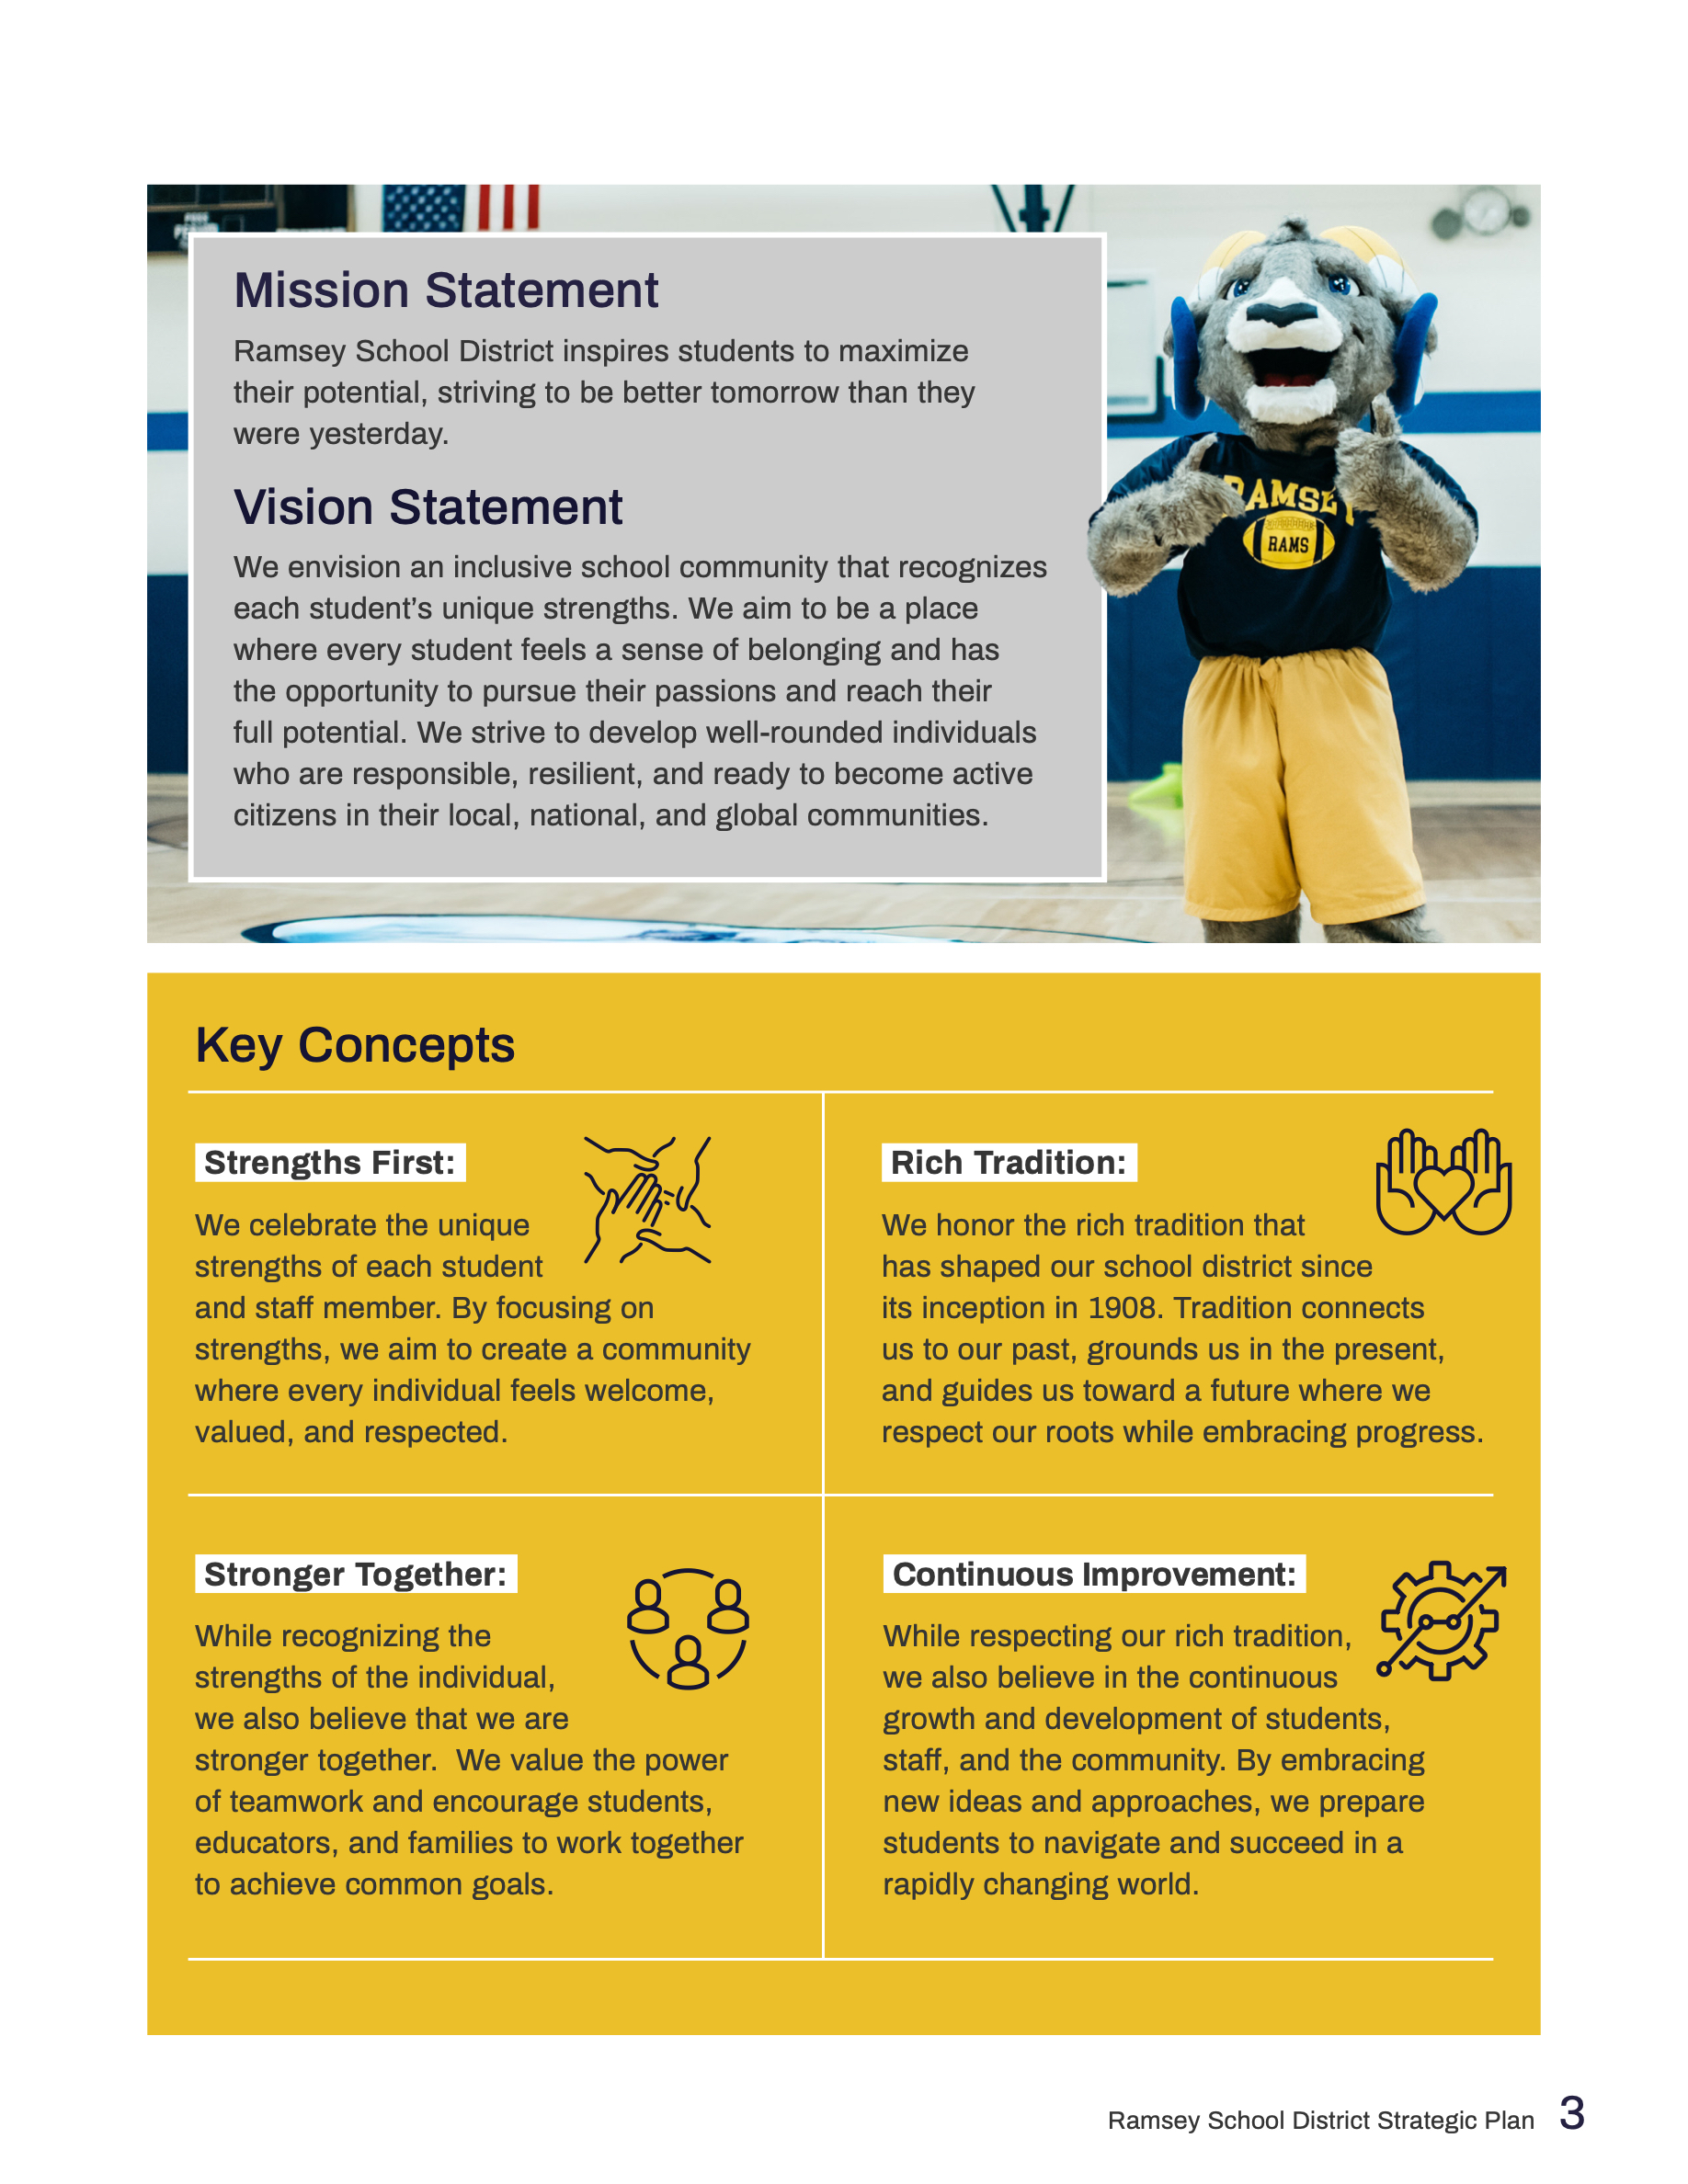 Mission Statement
Ramsey School District inspires students to maximize
their potential, striving to be better tomorrow than they
were yesterday.
Vision Statement
We envision an inclusive school community that recognizes
each student’s unique strengths. We aim to be a place
where every student feels a sense of belonging and has
the opportunity to pursue their passions and reach their
full potential. We strive to develop well-rounded individuals
who are responsible, resilient, and ready to become active
citizens in their local, national, and global communities.
RAMSEY
RAMS
Key Concepts
Strengths First:
We celebrate the unique
strengths of each student
and staff member. By focusing on
strengths, we aim to create a community
where every individual feels welcome,
valued, and respected.
Rich Tradition:
We honor the rich tradition that
has shaped our school district since
its inception in 1908. Tradition connects
us to our past, grounds us in the present,
and guides us toward a future where we
respect our roots while embracing progress.
Stronger Together:
While recognizing the
strengths of the individual,
we also believe that we are
stronger together.  We value the power
of teamwork and encourage students,
educators, and families to work together
to achieve common goals.
Continuous Improvement:
While respecting our rich tradition,
we also believe in the continuous
growth and development of students,
staff, and the community. By embracing
new ideas and approaches, we prepare
students to navigate and succeed in a
rapidly changing world.
Ramsey School District Strategic Plan 3